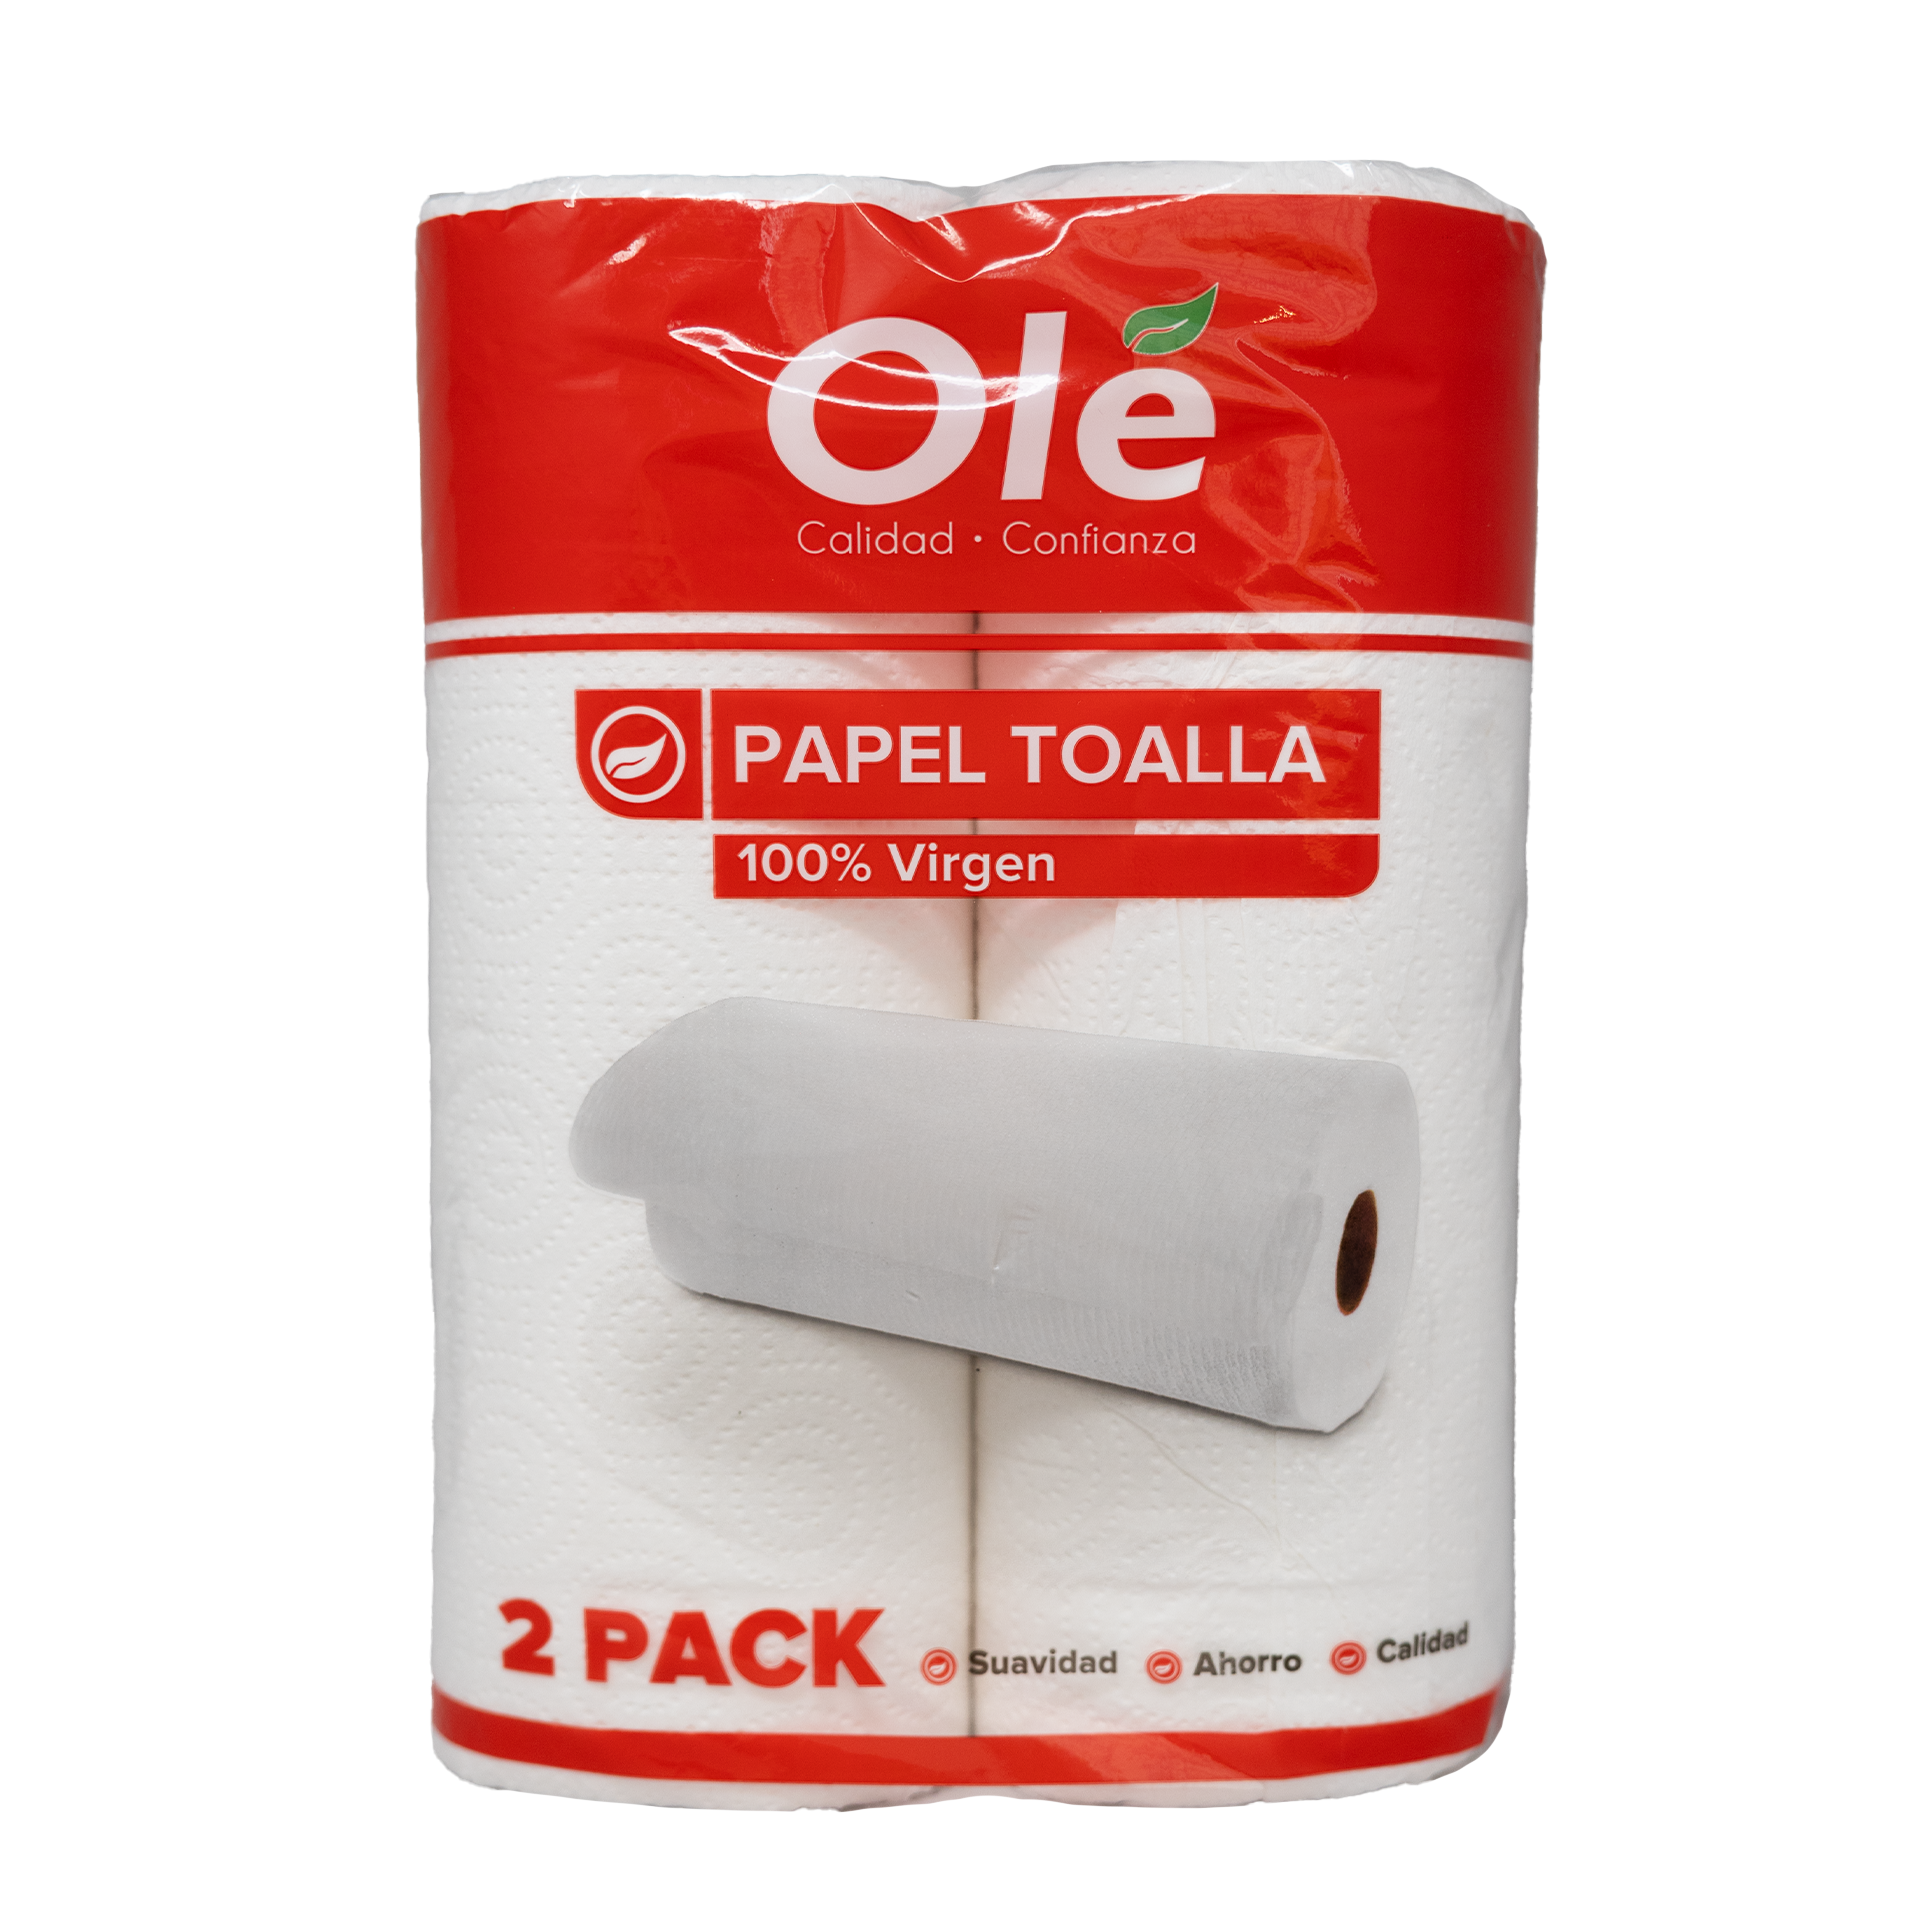 Olé
Calidad • Confianza
PAPEL TOALLA
100% Virgen
2 PACK
Suavidad
Ahorro
Calidad